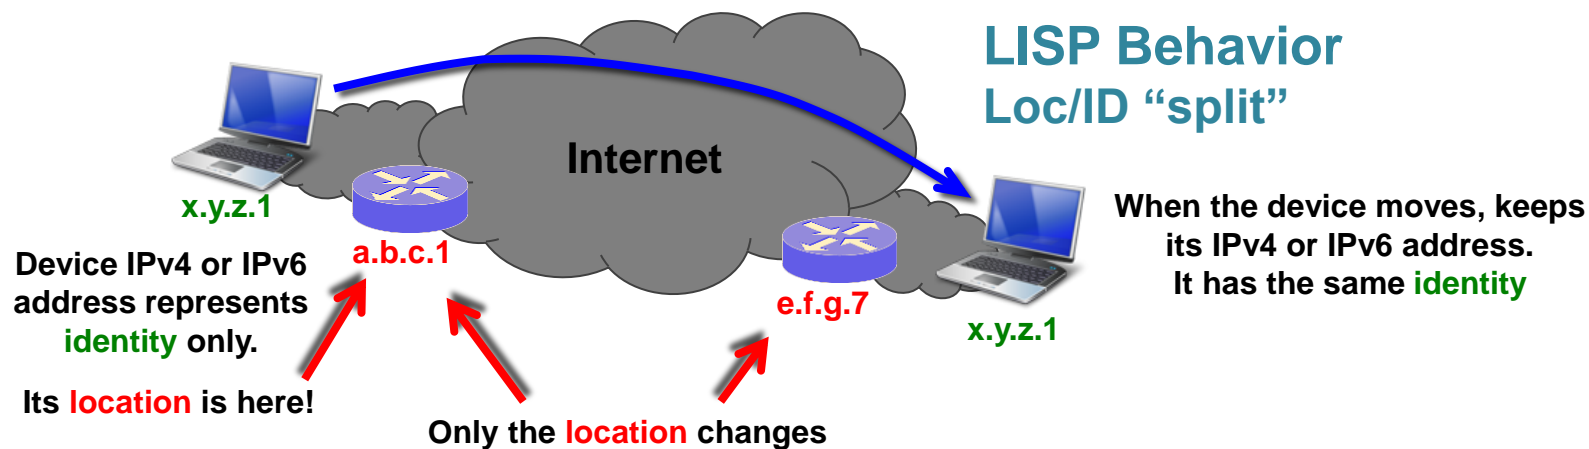 LISP Behavior
Loc/ID “split”
Internet
x.y.z.1
a.b.c.1
Device IPv4 or IPv6
address represents
identity only.
Its location is here!
e.f.g.7
x.y.z.1
When the device moves, keeps
its IPv4 or IPv6 address.
It has the same identity
Only the location changes